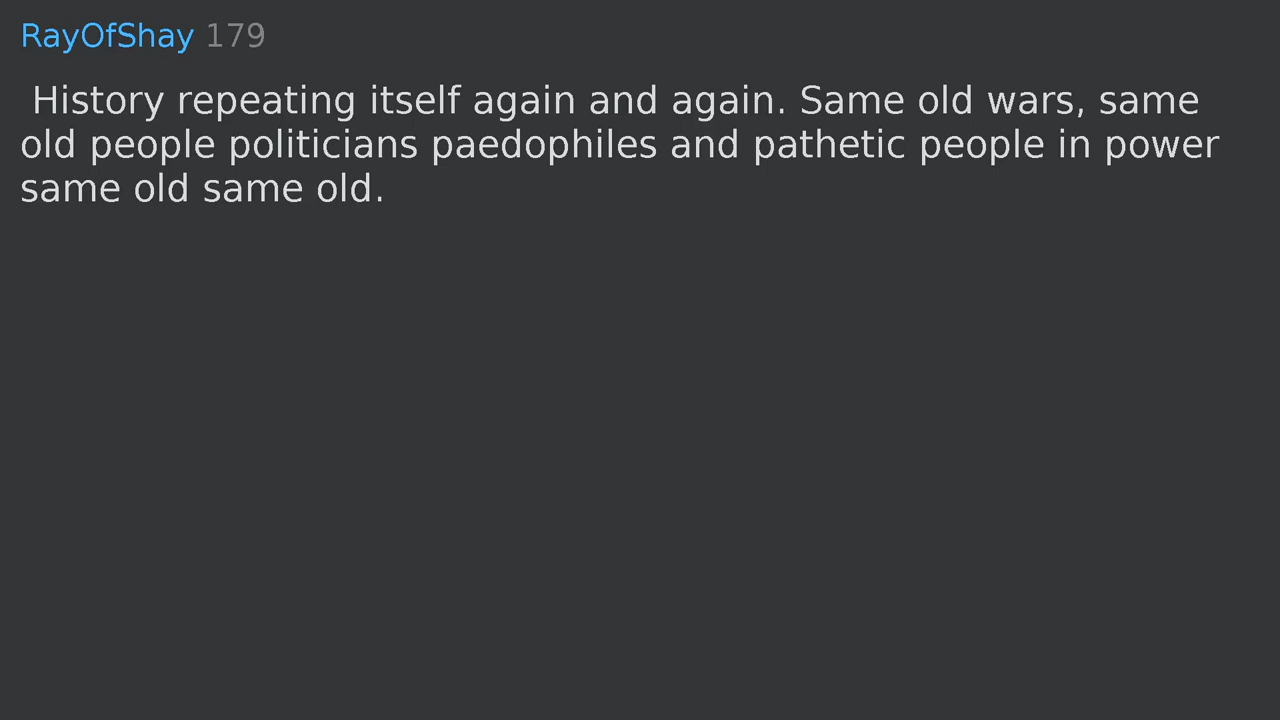 RayOfShay 179
History repeating itself again and again. Same old wars, same
old people politicians paedophiles and pathetic people in power
same old same old.